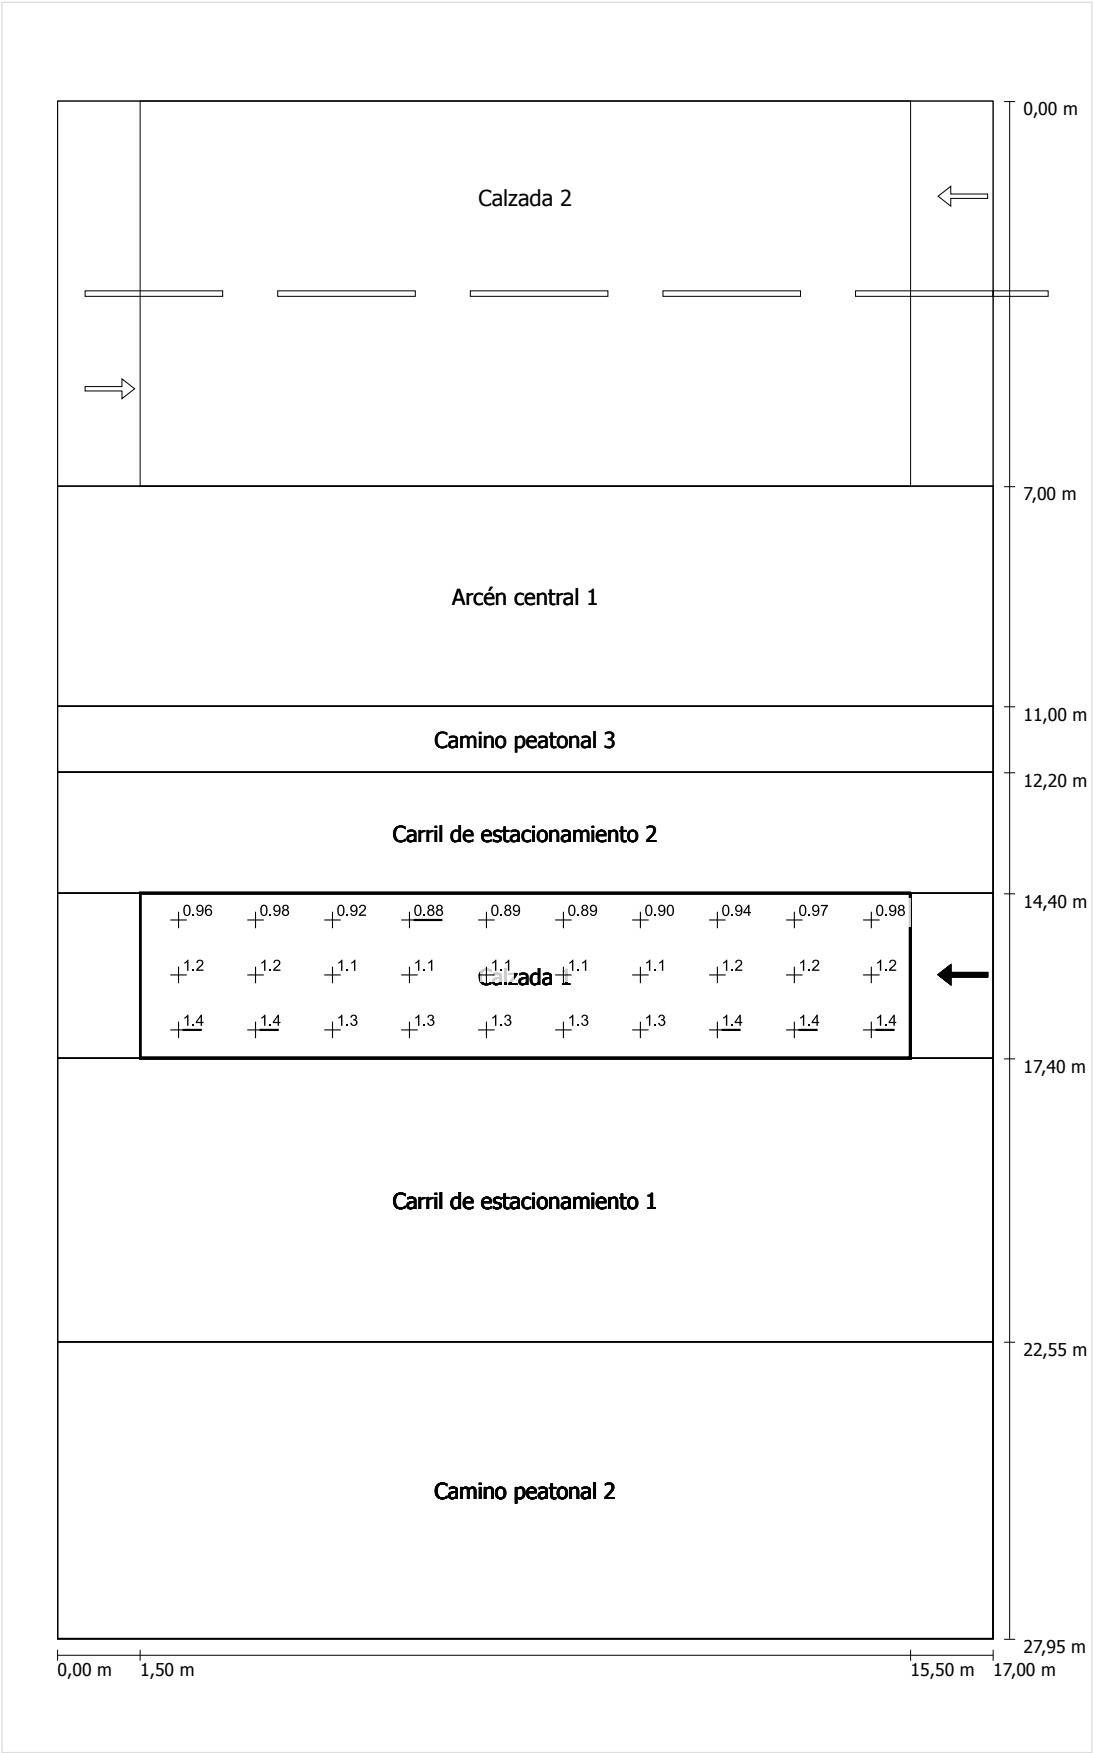 0,00 m
Calzada 2
7,00 m
Arcén central 1
11,00 m
Camino peatonal 3
12,20 m
Carril de estacionamiento 2
14,40 m
0.96 0.98 0.92 0.88 0.89 0.89 0.90 0.94 0.97 0.98
1.2 1.2 1.1 1.1 1.1 1.1 1.1 1.2 1.2 1.2
Calzada 1
1.4 1.4 1.3 1.3 1.3 1.3 1.3 1.4 1.4 1.4
17,40 m
Carril de estacionamiento 1
22,55 m
Camino peatonal 2
27,95 m
0,00 m 1,50 m 15,50 m 17,00 m